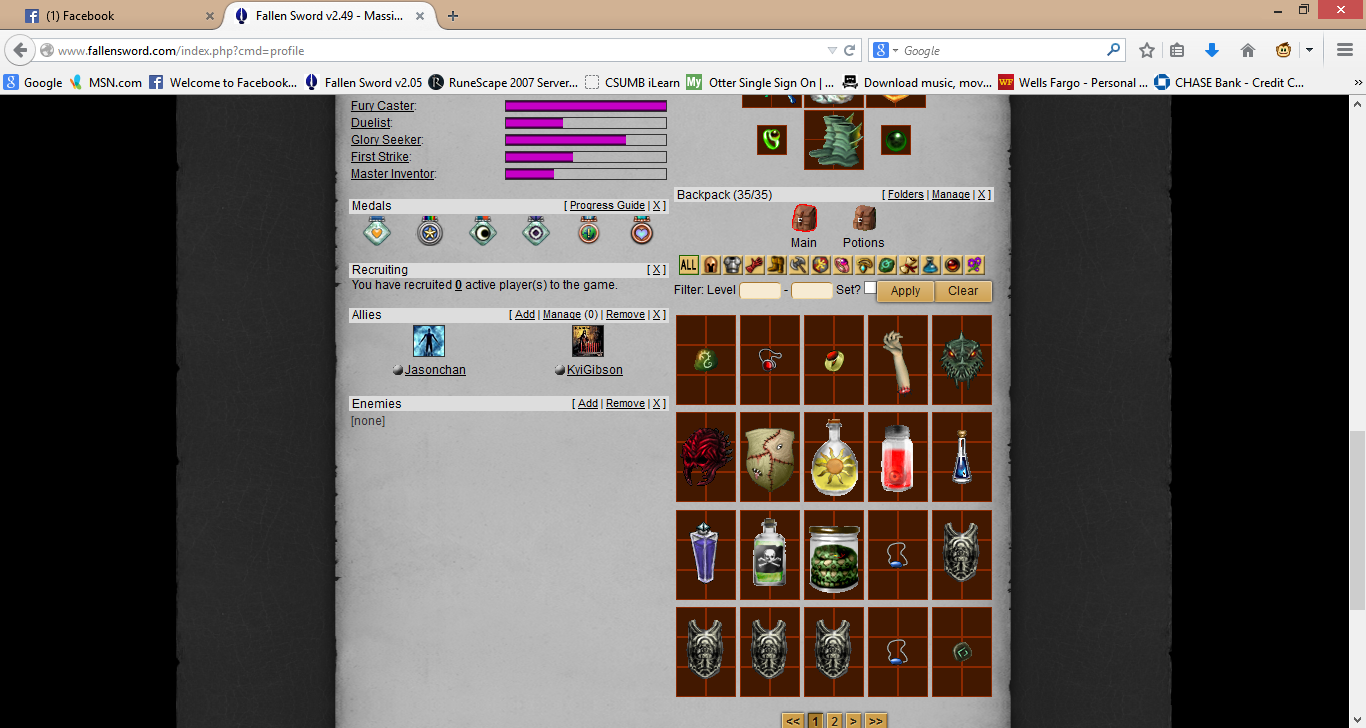 (1) Facebook
Fallen Sword v2.49 - Massi...
www.fallensword.com/index.php?cmd=profile
Google
Google
MSN.com
Welcome to Facebook...
Fallen Sword v2.05
RuneScape 2007 Server...
CSUMB iLearn
My
Otter Single Sign On | ...
Download music, mov...
WF
Wells Fargo - Personal ...
CHASE Bank - Credit C...
Fury Caster:
Duelist:
Glory Seeker:
First Strike:
Master Inventor:
Medals [ Progress Guide | X ]
Recruiting [ X ]
You have recruited 0 active player(s) to the game.
Allies [ Add | Manage (0) | Remove | X ]
Jasonchan KyiGibson
Enemies [ Add | Remove | X ]
[none]
Backpack (35/35) [ Folders | Manage | X ]
Main Potions
ALL
Filter: Level - Set? Apply Clear
<< 1 2 > >>